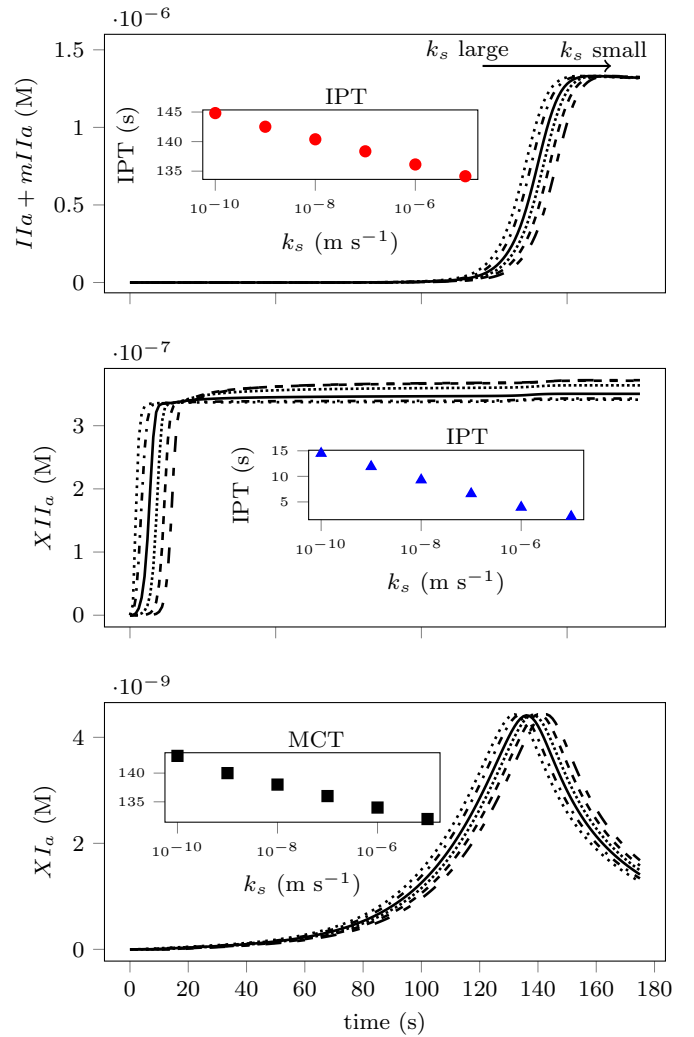 ·10⁻⁶
1.5
1
0.5
0
IIa + mIIa (M)
k_s large
k_s small
IPT
145
140
135
IPT (s)
10⁻¹⁰
10⁻⁸
10⁻⁶
k_s (m s⁻¹)
·10⁻⁷
3
2
1
0
XII_a (M)
IPT
15
10
5
IPT (s)
10⁻¹⁰
10⁻⁸
10⁻⁶
k_s (m s⁻¹)
·10⁻⁹
4
2
0
XI_a (M)
MCT
140
135
10⁻¹⁰
10⁻⁸
10⁻⁶
k_s (m s⁻¹)
0 20 40 60 80 100 120 140 160 180
time (s)